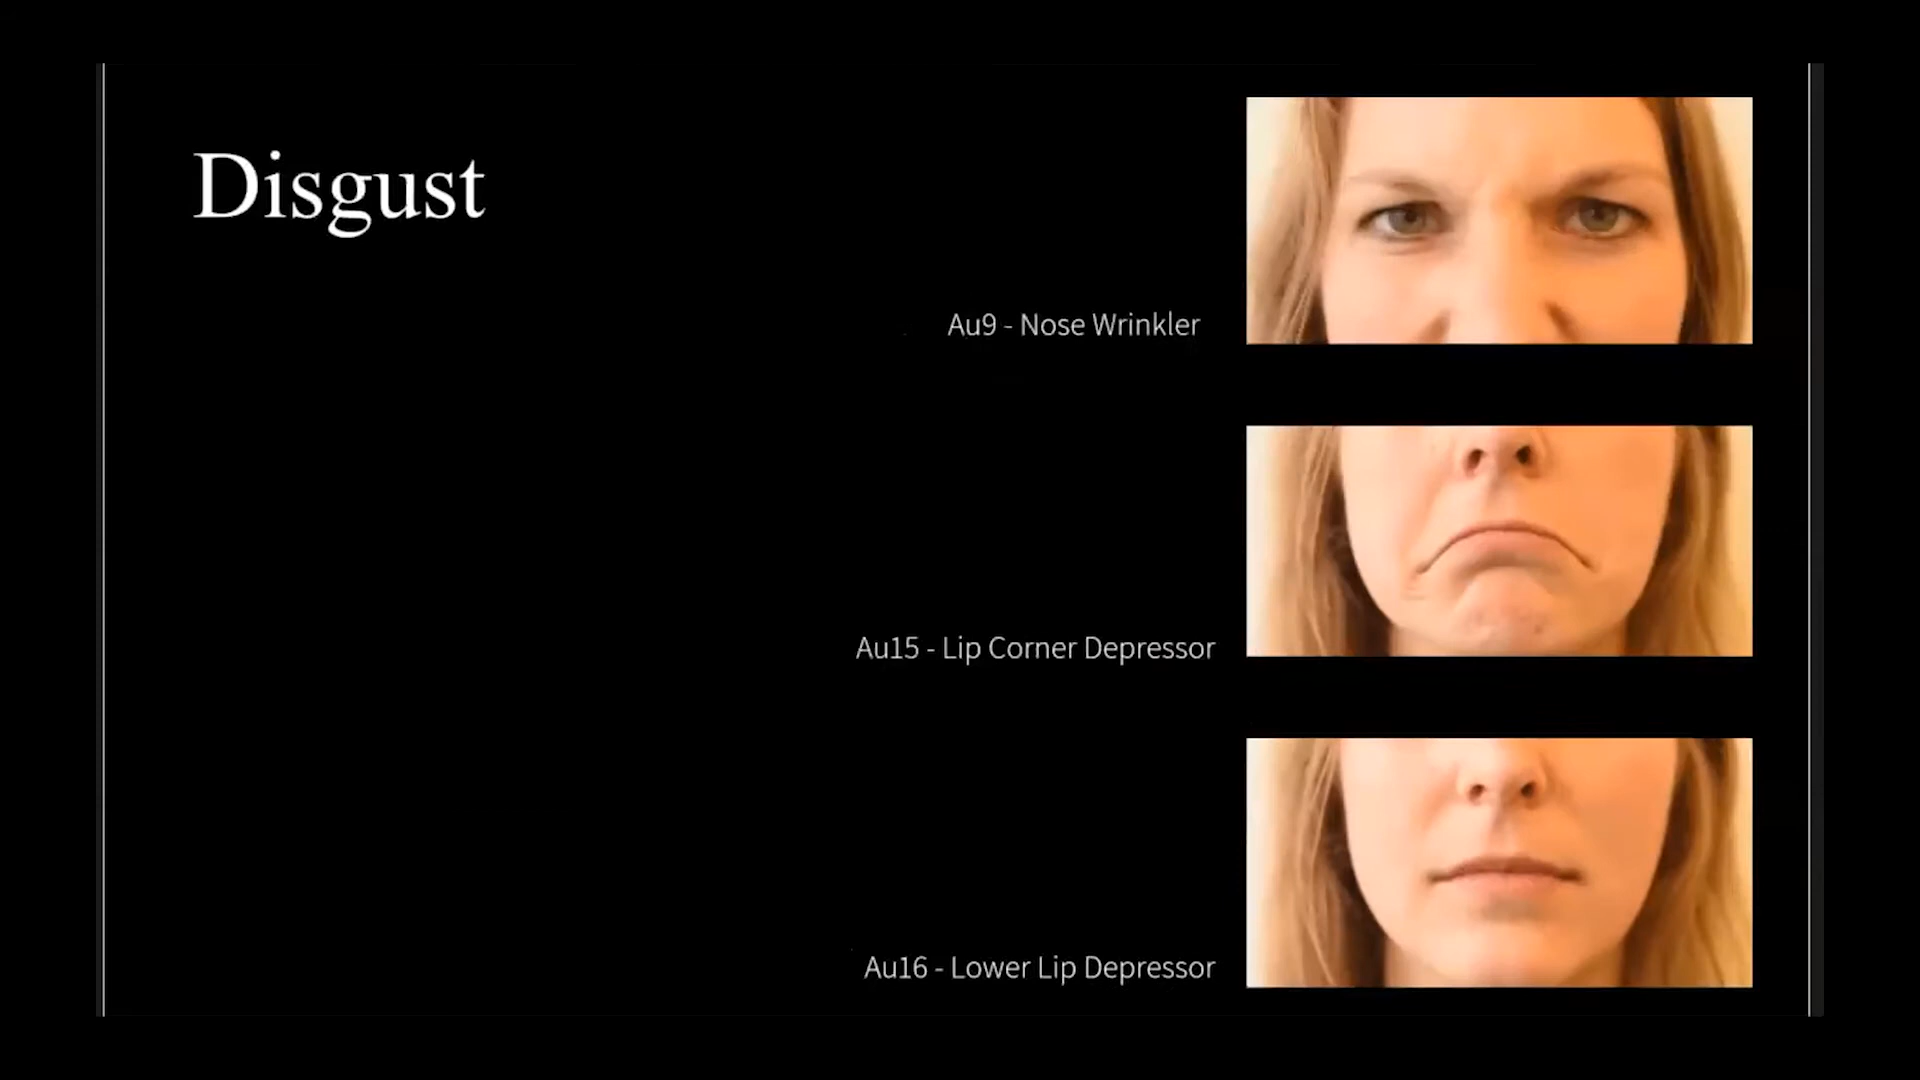 Disgust
Au9 - Nose Wrinkler
Au15 - Lip Corner Depressor
Au16 - Lower Lip Depressor